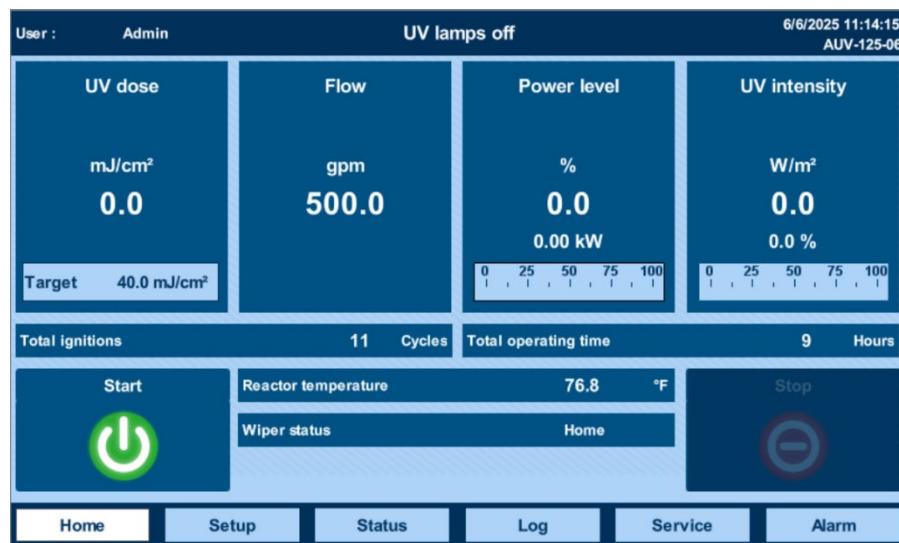 User : Admin UV lamps off 6/6/2025 11:14:15
AUV-125-06
UV dose Flow Power level UV intensity
mJ/cm² gpm % W/m²
0.0 500.0 0.0 0.0
0.00 kW 0.0 %
Target 40.0 mJ/cm² 0 25 50 75 100 0 25 50 75 100
Total ignitions 11 Cycles Total operating time 9 Hours
Start Reactor temperature 76.8 °F Stop
Wiper status Home
Home Setup Status Log Service Alarm